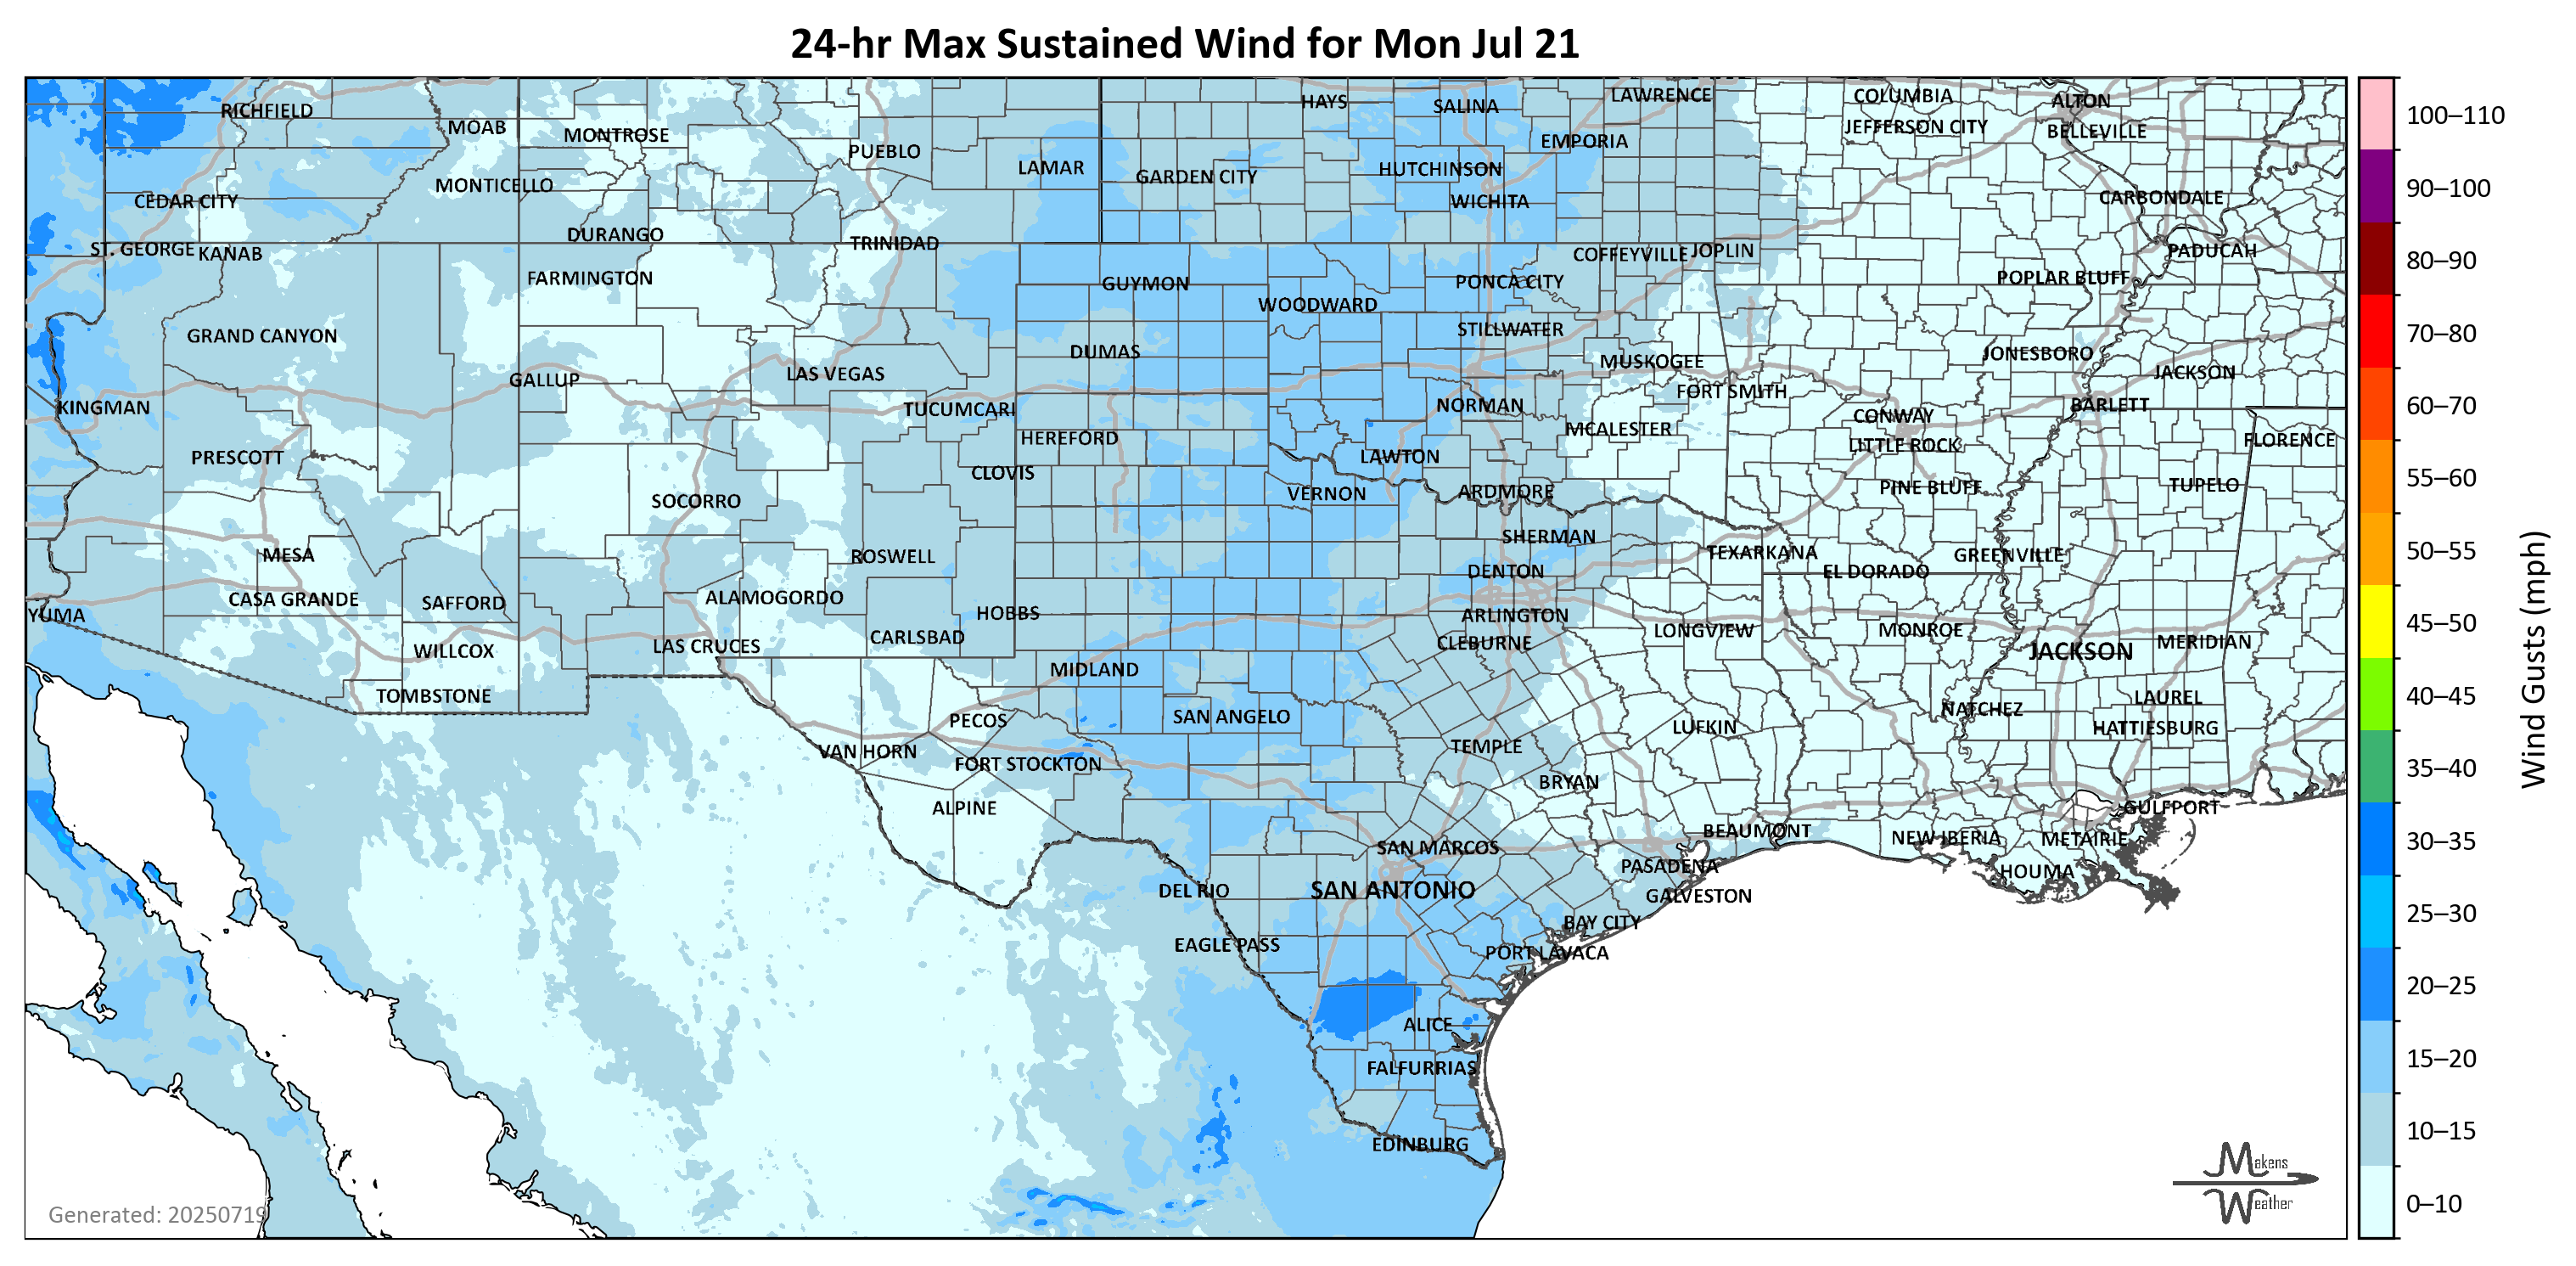 24-hr Max Sustained Wind for Mon Jul 21
RICHFIELD
MOAB
MONTROSE
PUEBLO
LAMAR
HAYS
SALINA
LAWRENCE
COLUMBIA
ALTON
JEFFERSON CITY
BELLEVILLE
EMPORIA
HUTCHINSON
GARDEN CITY
MONTICELLO
CEDAR CITY
WICHITA
CARBONDALE
DURANGO
TRINIDAD
ST. GEORGE
KANAB
COFFEYVILLE
JOPLIN
PADUCAH
FARMINGTON
GUYMON
PONCA CITY
POPLAR BLUFF
WOODWARD
GRAND CANYON
STILLWATER
DUMAS
MUSKOGEE
JONESBORO
GALLUP
LAS VEGAS
JACKSON
FORT SMITH
KINGMAN
TUCUMCARI
NORMAN
BARLETT
CONWAY
MCALESTER
HEREFORD
LITTLE ROCK
FLORENCE
PRESCOTT
LAWTON
CLOVIS
TUPELO
SOCORRO
VERNON
ARDMORE
PINE BLUFF
MESA
ROSWELL
SHERMAN
TEXARKANA
GREENVILLE
DENTON
EL DORADO
CASA GRANDE
SAFFORD
ALAMOGORDO
YUMA
HOBBS
ARLINGTON
WILLCOX
LAS CRUCES
CARLSBAD
CLEBURNE
LONGVIEW
MONROE
JACKSON
MERIDIAN
MIDLAND
TOMBSTONE
LAUREL
PECOS
SAN ANGELO
NATCHEZ
LUFKIN
HATTIESBURG
VAN HORN
FORT STOCKTON
TEMPLE
BRYAN
ALPINE
GULFPORT
BEAUMONT
NEW IBERIA
METAIRIE
SAN MARCOS
PASADENA
HOUMA
DEL RIO
SAN ANTONIO
GALVESTON
BAY CITY
EAGLE PASS
PORT LAVACA
ALICE
FALFURRIAS
EDINBURG
Generated: 20250719
Makens
Weather
100–110
90–100
80–90
70–80
60–70
55–60
50–55
45–50
40–45
35–40
30–35
25–30
20–25
15–20
10–15
0–10
Wind Gusts (mph)